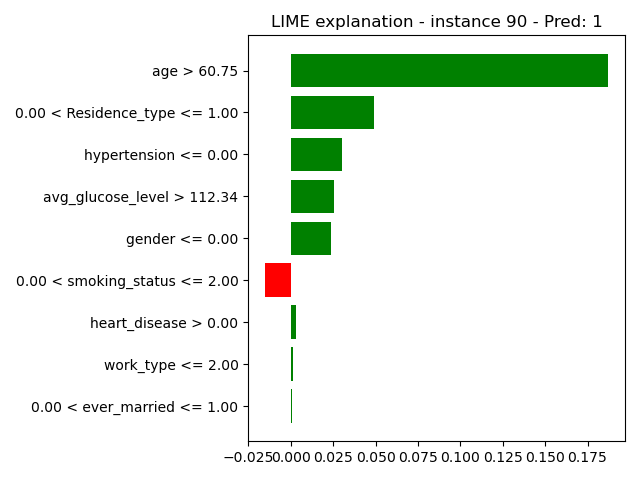 LIME explanation - instance 90 - Pred: 1
age > 60.75
0.00 < Residence_type <= 1.00
hypertension <= 0.00
avg_glucose_level > 112.34
gender <= 0.00
0.00 < smoking_status <= 2.00
heart_disease > 0.00
work_type <= 2.00
0.00 < ever_married <= 1.00
−0.025 0.000 0.025 0.050 0.075 0.100 0.125 0.150 0.175